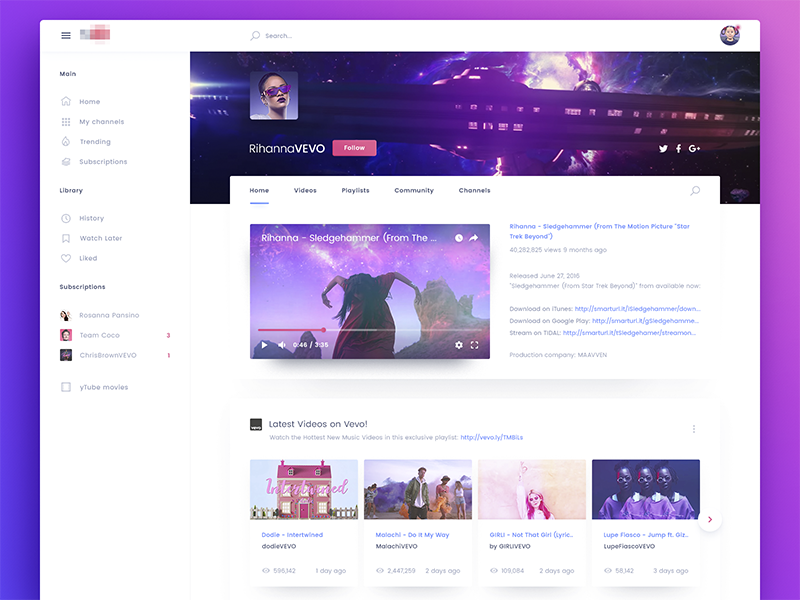 Search...
Main
Home
My channels
Trending
Subscriptions
Library
History
Watch Later
Liked
Subscriptions
Rosanna Pansino
Team Coco 3
ChrisBrownVEVO 1
yTube movies
RihannaVEVO Follow
G+
Home Videos Playlists Community Channels
Rihanna - Sledgehammer (From The ...
0:46 / 3:35
Rihanna - Sledgehammer (From The Motion Picture "Star
Trek Beyond")
40,282,825 views 9 months ago
Released June 27, 2016
"Sledgehammer (From Star Trek Beyond)" from available now:
Download on iTunes: http://smarturl.it/iSledgehammer/down...
Download on Google Play: http://smarturl.it/gSledgehamme...
Stream on TIDAL: http://smarturl.it/tSledgehamer/streamon...
Production company: MAAVVEN
vevo
Latest Videos on Vevo!
Watch the Hottest New Music Videos in this exclusive playlist: http://vevo.ly/TMBiLs
Intertwined
Dodie - Intertwined
dodieVEVO
596,142 1 day ago
Malachi - Do it My Way
MalachiVEVO
2,447,259 2 days ago
GIRLI - Not That Girl (Lyric..
by GIRLIVEVO
109,084 2 days ago
Lupe Fiasco - Jump ft. Giz..
LupeFiascoVEVO
58,142 3 days ago